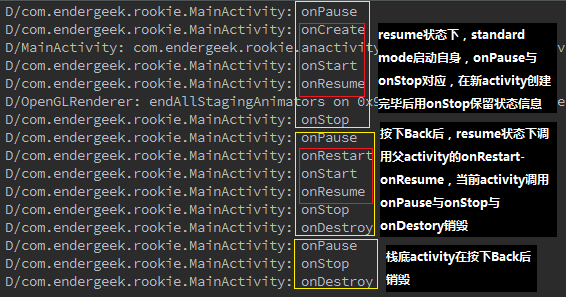 D/com.endergeek.rookie.MainActivity: onPause
D/com.endergeek.rookie.MainActivity: onCreate
D/MainActivity: com.endergeek.rookie.anactivity
D/com.endergeek.rookie.MainActivity: onStart
D/com.endergeek.rookie.MainActivity: onResume
D/OpenGLRenderer: endAllStagingAnimators on 0x9
D/com.endergeek.rookie.MainActivity: onStop
D/com.endergeek.rookie.MainActivity: onPause
D/com.endergeek.rookie.MainActivity: onRestart
D/com.endergeek.rookie.MainActivity: onStart
D/com.endergeek.rookie.MainActivity: onResume
D/com.endergeek.rookie.MainActivity: onStop
D/com.endergeek.rookie.MainActivity: onDestroy
D/com.endergeek.rookie.MainActivity: onPause
D/com.endergeek.rookie.MainActivity: onStop
D/com.endergeek.rookie.MainActivity: onDestroy
resume状态下，standard
mode启动自身，onPause与
onStop对应，在新activity创建
完毕后用onStop保留状态信息
按下Back后，resume状态下调
用父activity的onRestart-
onResume，当前activity调用
onPause与onStop与
onDestory销毁
栈底activity在按下Back后
销毁